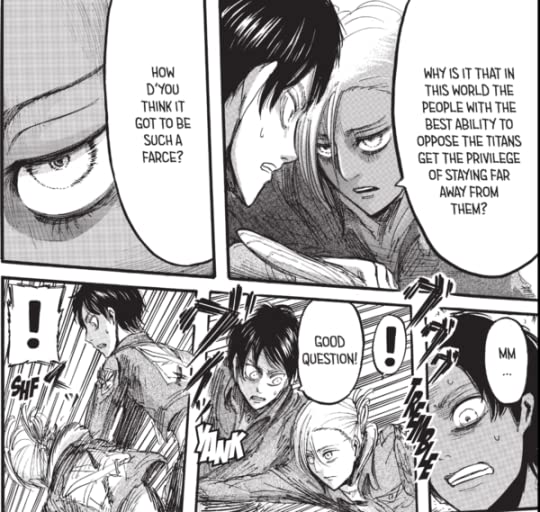 WHY IS IT THAT IN
THIS WORLD THE
PEOPLE WITH THE
BEST ABILITY TO
OPPOSE THE TITANS
GET THE PRIVILEGE
OF STAYING FAR
AWAY FROM
THEM?
HOW
D'YOU
THINK IT
GOT TO BE
SUCH A
FARCE?
MM
...
!
GOOD
QUESTION!
YANK
!
SHF